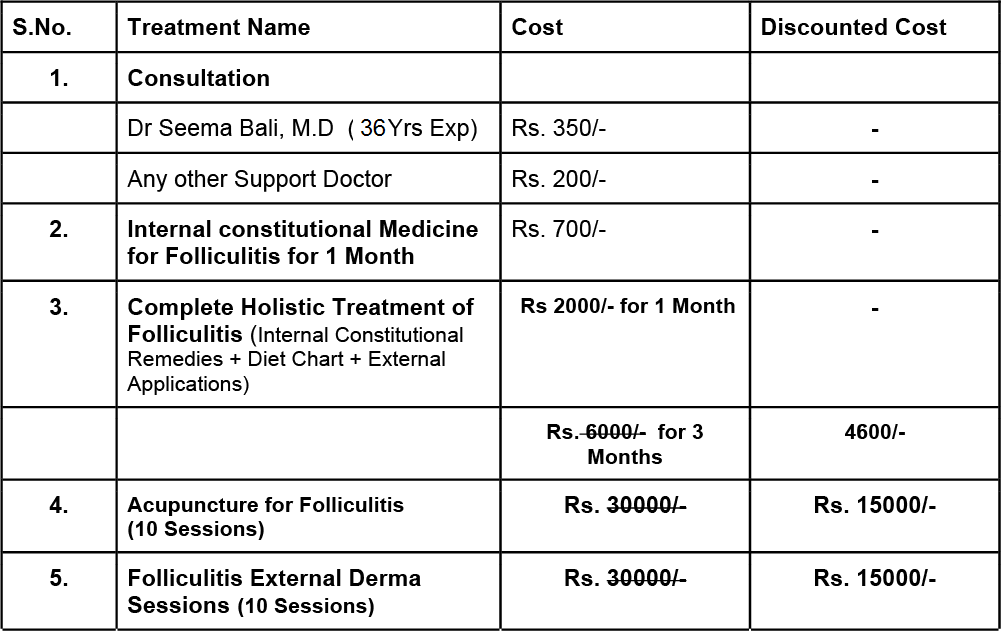 S.No. Treatment Name Cost Discounted Cost
1. Consultation
Dr Seema Bali, M.D ( 36Yrs Exp) Rs. 350/- -
Any other Support Doctor Rs. 200/- -
2. Internal constitutional Medicine Rs. 700/- -
for Folliculitis for 1 Month
3. Complete Holistic Treatment of Rs 2000/- for 1 Month -
Folliculitis (Internal Constitutional
Remedies + Diet Chart + External
Applications)
Rs. 6000/- for 3 4600/-
Months
4. Acupuncture for Folliculitis Rs. 30000/- Rs. 15000/-
(10 Sessions)
5. Folliculitis External Derma Rs. 30000/- Rs. 15000/-
Sessions (10 Sessions)